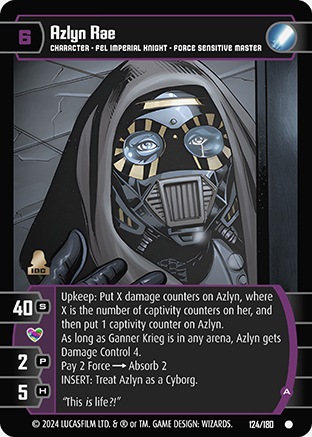 6
Azlyn Rae
CHARACTER - FEL IMPERIAL KNIGHT - FORCE SENSITIVE MASTER
IBC
40 S
2 P
5 H
Upkeep: Put X damage counters on Azlyn, where
X is the number of captivity counters on her, and
then put 1 captivity counter on Azlyn.
As long as Ganner Krieg is in any arena, Azlyn gets
Damage Control 4.
Pay 2 Force → Absorb 2
INSERT: Treat Azlyn as a Cyborg.
“This is life?!”
A
© 2024 LUCASFILM LTD. & ® or TM. GAME DESIGN: WIZARDS.
124/180